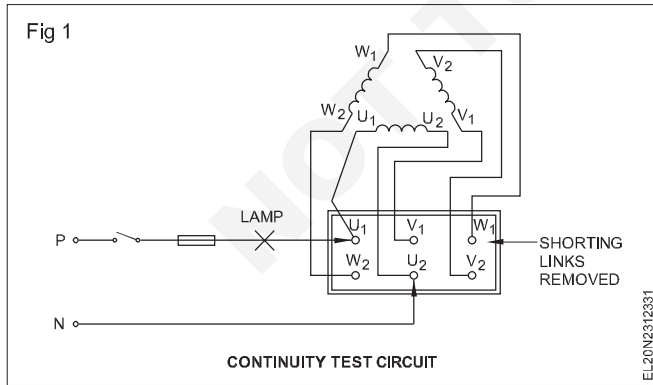 Fig 1
W1
V2
W2
U1
U2
V1
LAMP
P
U1
V1
W1
SHORTING
LINKS
REMOVED
W2
U2
V2
N
CONTINUITY TEST CIRCUIT
EL20N2312331